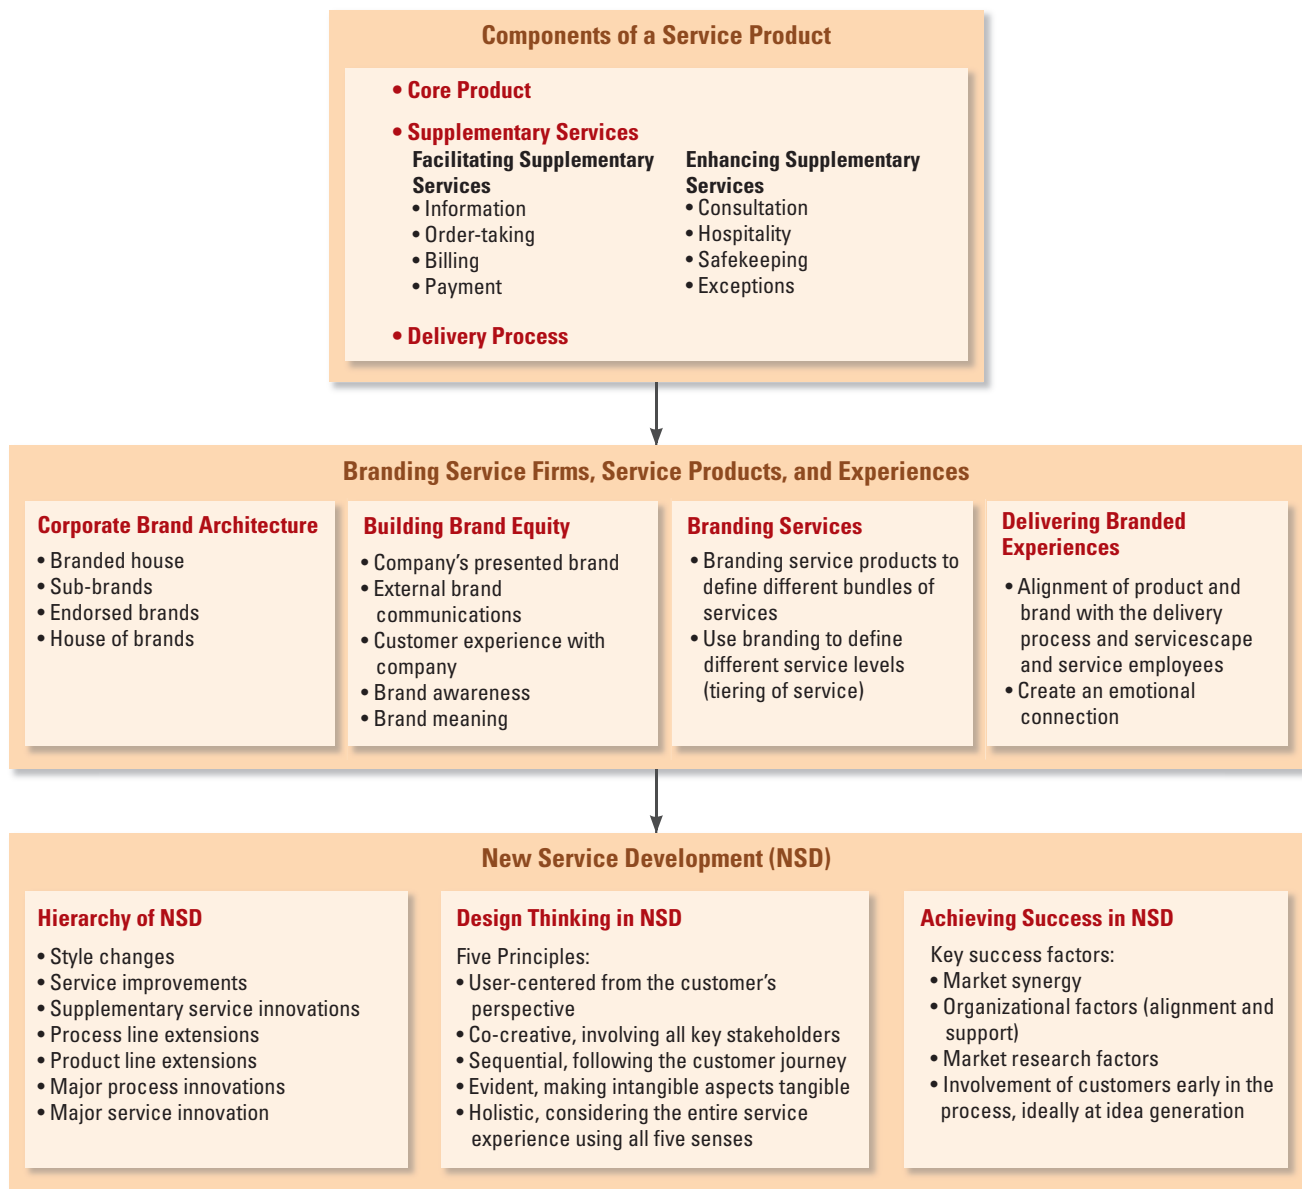 Components of a Service Product
• Core Product
• Supplementary Services
Facilitating Supplementary
Services
• Information
• Order-taking
• Billing
• Payment
Enhancing Supplementary
Services
• Consultation
• Hospitality
• Safekeeping
• Exceptions
• Delivery Process
Branding Service Firms, Service Products, and Experiences
Corporate Brand Architecture
• Branded house
• Sub-brands
• Endorsed brands
• House of brands
Building Brand Equity
• Company’s presented brand
• External brand
communications
• Customer experience with
company
• Brand awareness
• Brand meaning
Branding Services
• Branding service products to
define different bundles of
services
• Use branding to define
different service levels
(tiering of service)
Delivering Branded
Experiences
• Alignment of product and
brand with the delivery
process and servicescape
and service employees
• Create an emotional
connection
New Service Development (NSD)
Hierarchy of NSD
• Style changes
• Service improvements
• Supplementary service innovations
• Process line extensions
• Product line extensions
• Major process innovations
• Major service innovation
Design Thinking in NSD
Five Principles:
• User-centered from the customer’s
perspective
• Co-creative, involving all key stakeholders
• Sequential, following the customer journey
• Evident, making intangible aspects tangible
• Holistic, considering the entire service
experience using all five senses
Achieving Success in NSD
Key success factors:
• Market synergy
• Organizational factors (alignment and
support)
• Market research factors
• Involvement of customers early in the
process, ideally at idea generation